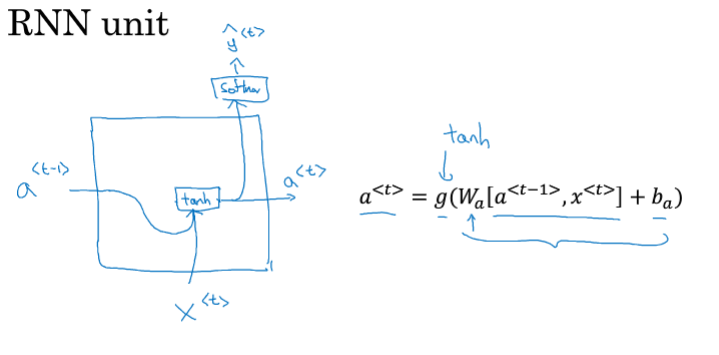 RNN unit
ŷ<t>
softmax
tanh
a<t-1>
a<t>
tanh
a<t> = g(Wₐ[a<t−1>, x<t>] + bₐ)
x<t>